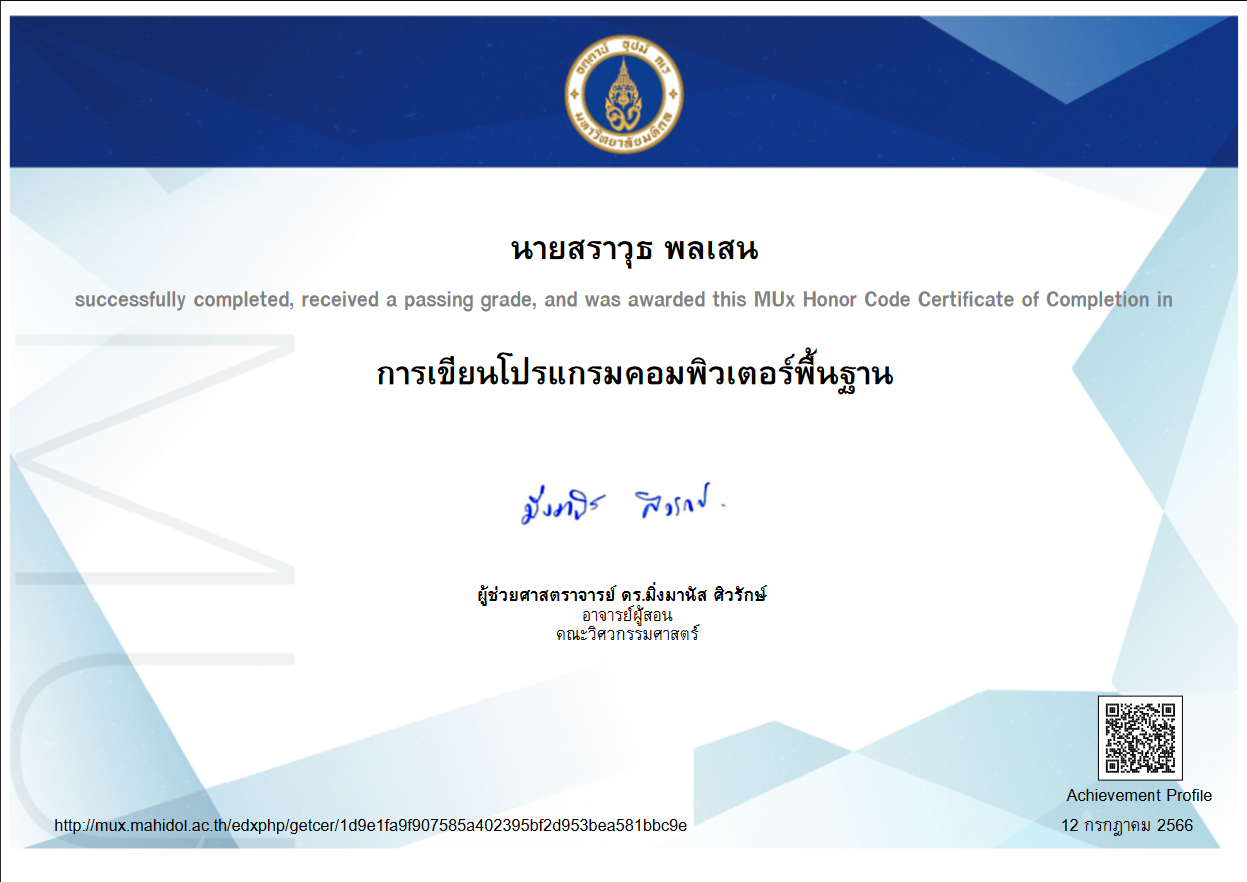 อตฺตานํ อุปมํ กเร
มหาวิทยาลัยมหิดล
นายสราวุธ พลเสน
successfully completed, received a passing grade, and was awarded this MUx Honor Code Certificate of Completion in
การเขียนโปรแกรมคอมพิวเตอร์พื้นฐาน
มิ่งมานัส ศิวรักษ์
ผู้ช่วยศาสตราจารย์ ดร.มิ่งมานัส ศิวรักษ์
อาจารย์ผู้สอน
คณะวิศวกรรมศาสตร์
Achievement Profile
http://mux.mahidol.ac.th/edxphp/getcer/1d9e1fa9f907585a402395bf2d953bea581bbc9e
12 กรกฎาคม 2566
MU